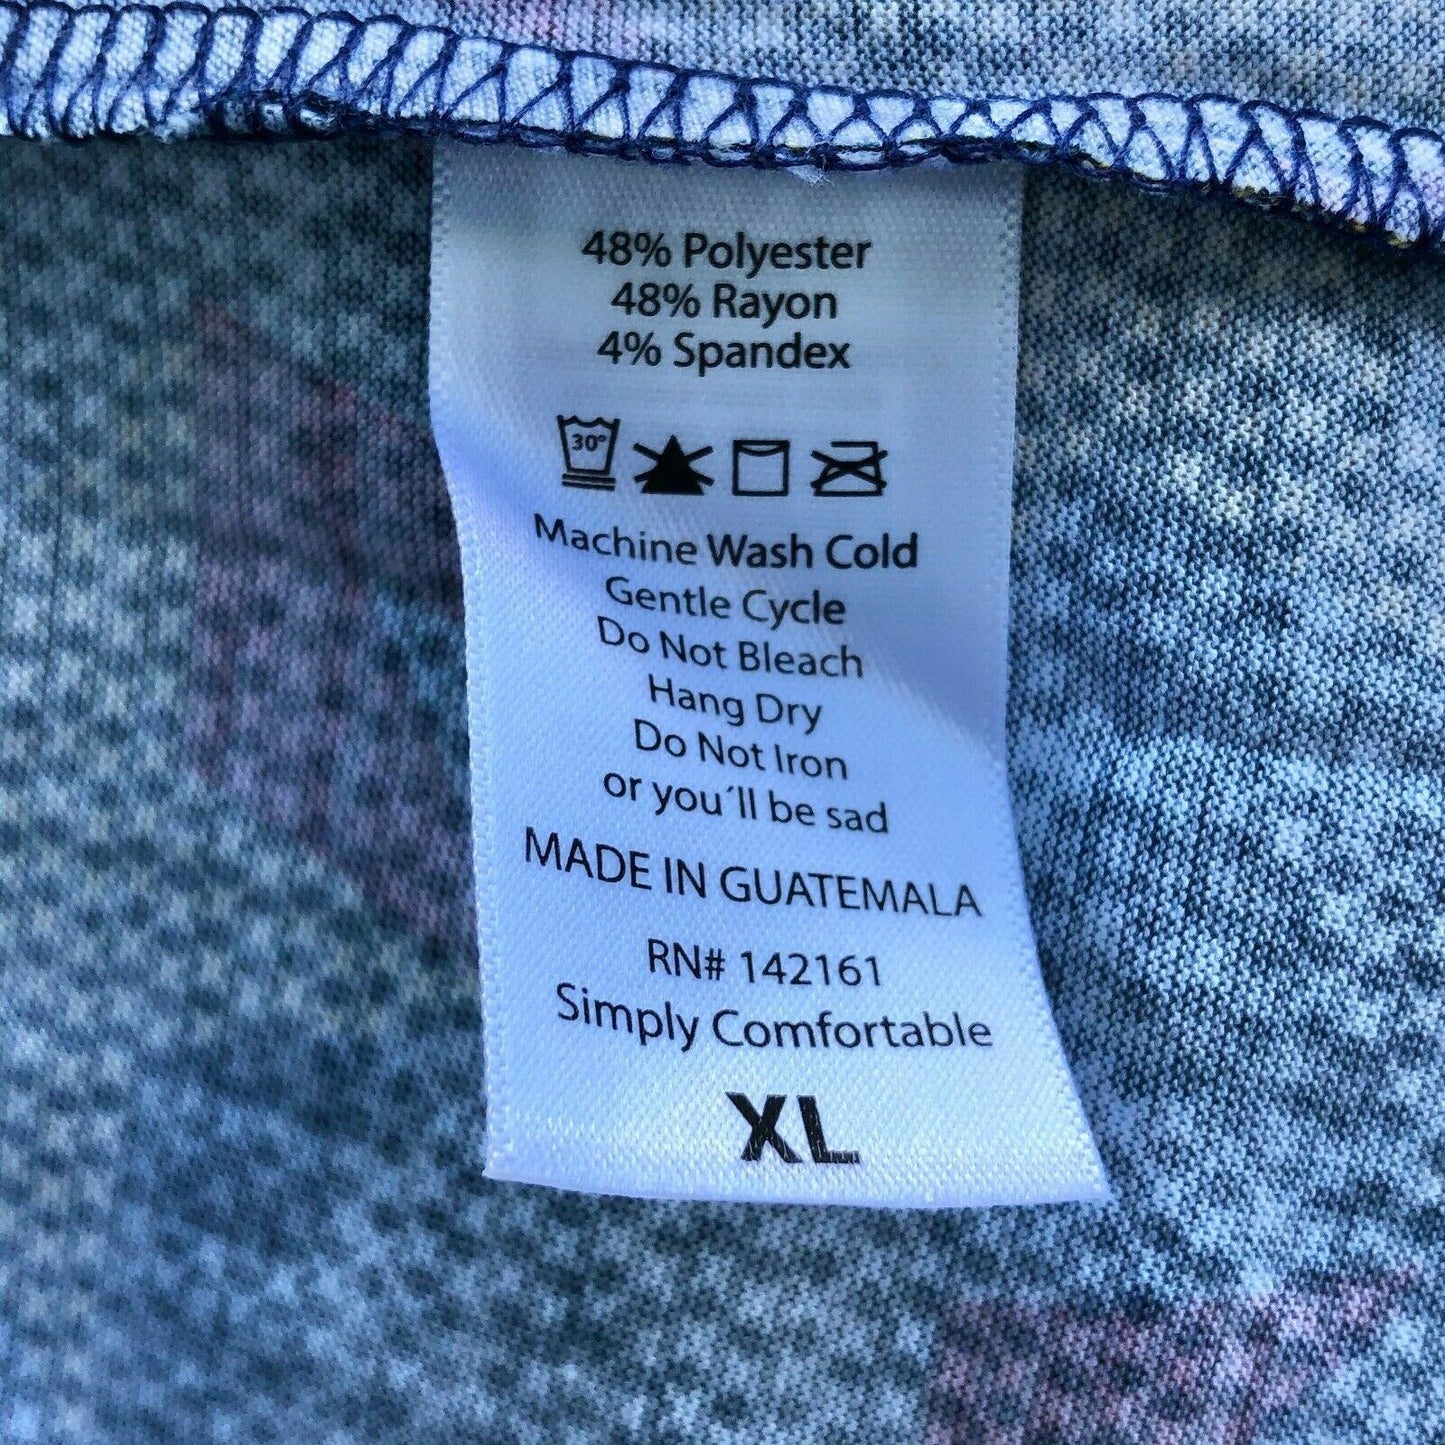 48% Polyester
48% Rayon
4% Spandex
30°
Machine Wash Cold
Gentle Cycle
Do Not Bleach
Hang Dry
Do Not Iron
or you´ll be sad
MADE IN GUATEMALA
RN# 142161
Simply Comfortable
XL